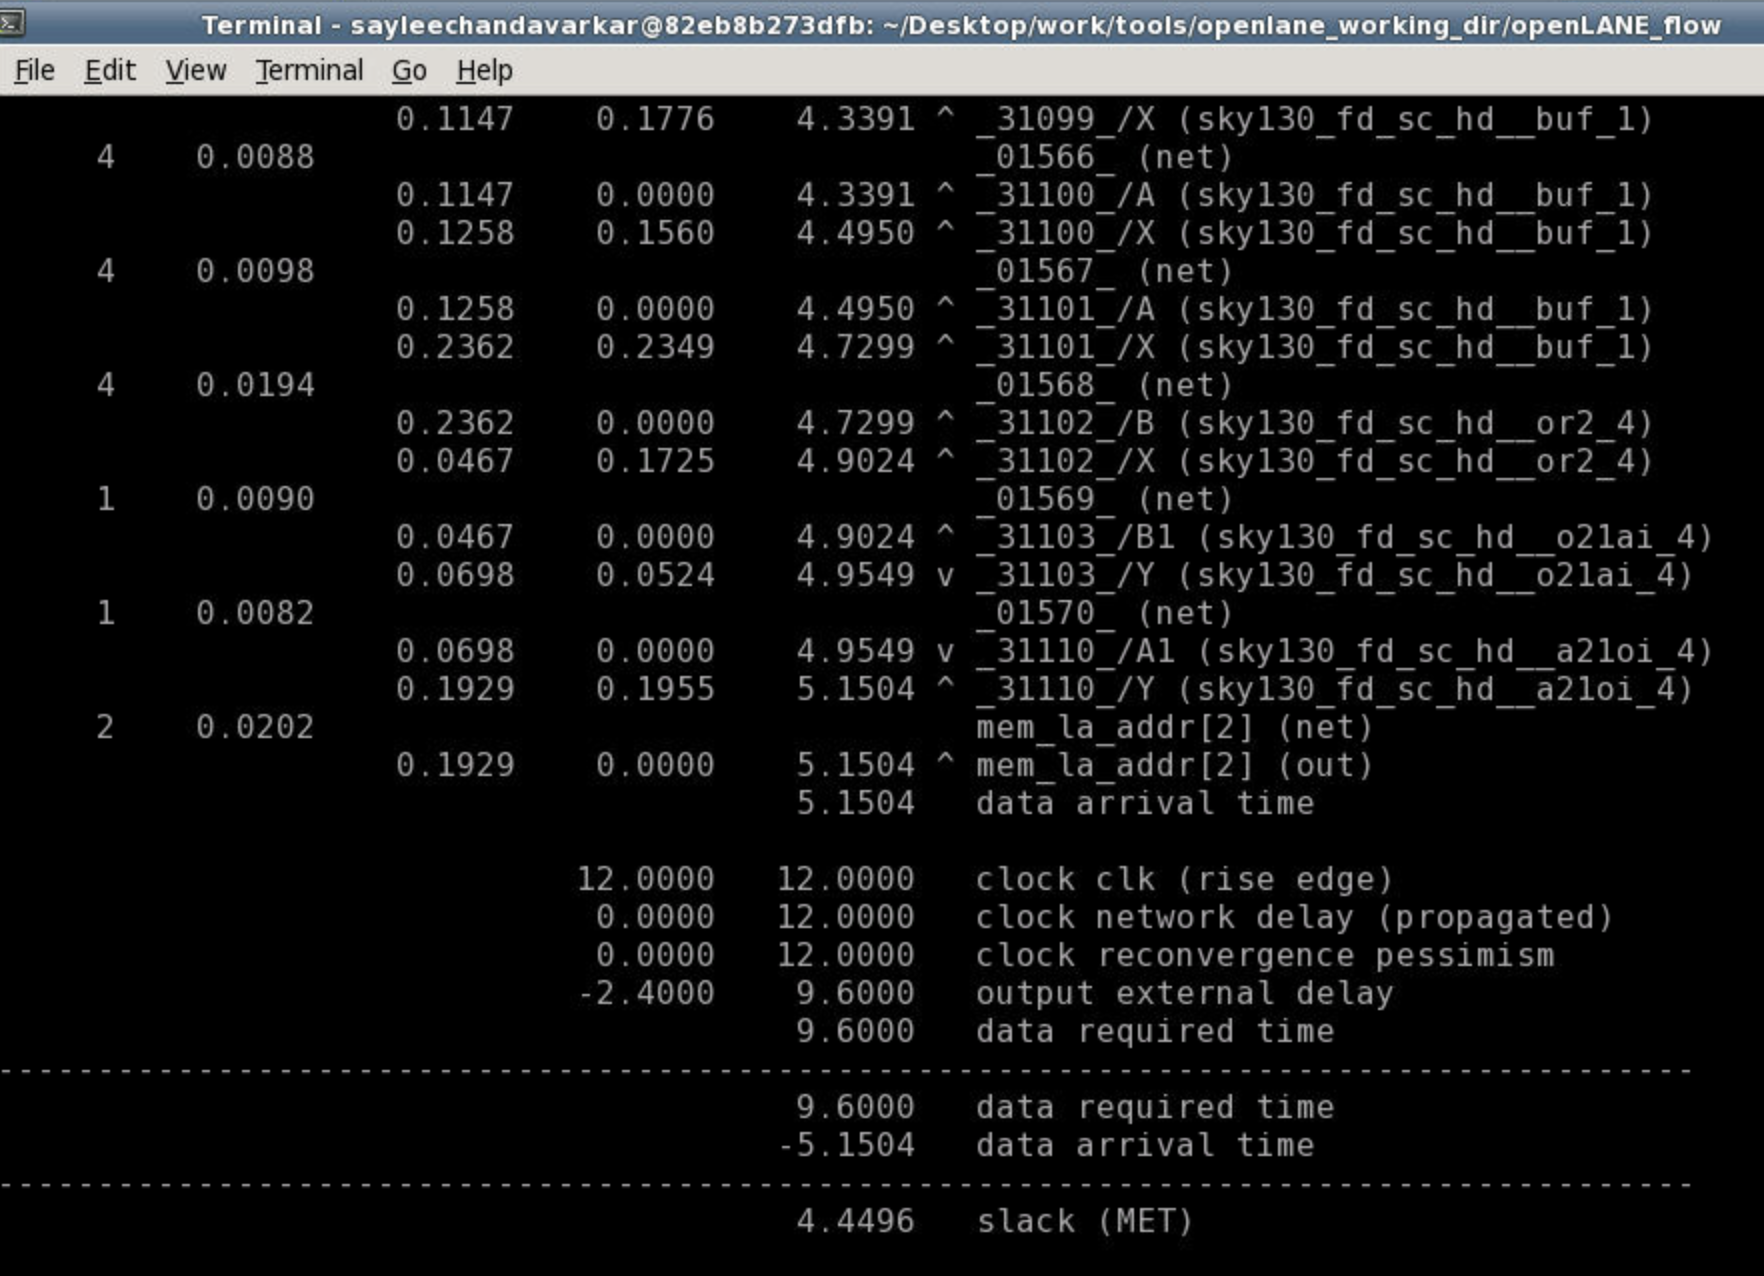 Terminal - sayleechandavarkar@82eb8b273dfb: ~/Desktop/work/tools/openlane_working_dir/openLANE_flow
File Edit View Terminal Go Help
0.1147 0.1776 4.3391 ^ _31099_/X (sky130_fd_sc_hd__buf_1)
4 0.0088 _01566_ (net)
0.1147 0.0000 4.3391 ^ _31100_/A (sky130_fd_sc_hd__buf_1)
0.1258 0.1560 4.4950 ^ _31100_/X (sky130_fd_sc_hd__buf_1)
4 0.0098 _01567_ (net)
0.1258 0.0000 4.4950 ^ _31101_/A (sky130_fd_sc_hd__buf_1)
0.2362 0.2349 4.7299 ^ _31101_/X (sky130_fd_sc_hd__buf_1)
4 0.0194 _01568_ (net)
0.2362 0.0000 4.7299 ^ _31102_/B (sky130_fd_sc_hd__or2_4)
0.0467 0.1725 4.9024 ^ _31102_/X (sky130_fd_sc_hd__or2_4)
1 0.0090 _01569_ (net)
0.0467 0.0000 4.9024 ^ _31103_/B1 (sky130_fd_sc_hd__o21ai_4)
0.0698 0.0524 4.9549 v _31103_/Y (sky130_fd_sc_hd__o21ai_4)
1 0.0082 _01570_ (net)
0.0698 0.0000 4.9549 v _31110_/A1 (sky130_fd_sc_hd__a21oi_4)
0.1929 0.1955 5.1504 ^ _31110_/Y (sky130_fd_sc_hd__a21oi_4)
2 0.0202 mem_la_addr[2] (net)
0.1929 0.0000 5.1504 ^ mem_la_addr[2] (out)
5.1504 data arrival time
12.0000 12.0000 clock clk (rise edge)
0.0000 12.0000 clock network delay (propagated)
0.0000 12.0000 clock reconvergence pessimism
-2.4000 9.6000 output external delay
9.6000 data required time
-------------------------------------------------------------------------------------
9.6000 data required time
-5.1504 data arrival time
-------------------------------------------------------------------------------------
4.4496 slack (MET)